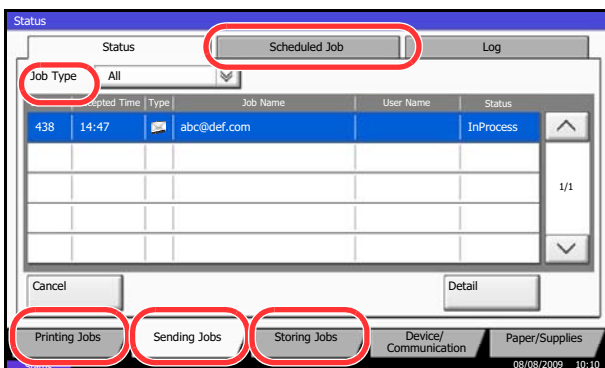 Status
Status Scheduled Job Log
Job Type All
Time Type Job Name User Name Status
438 14:47 abc@def.com InProcess
1/1
Cancel Detail
Printing Jobs Sending Jobs Storing Jobs Device/ Communication Paper/Supplies
08/08/2009 10:10